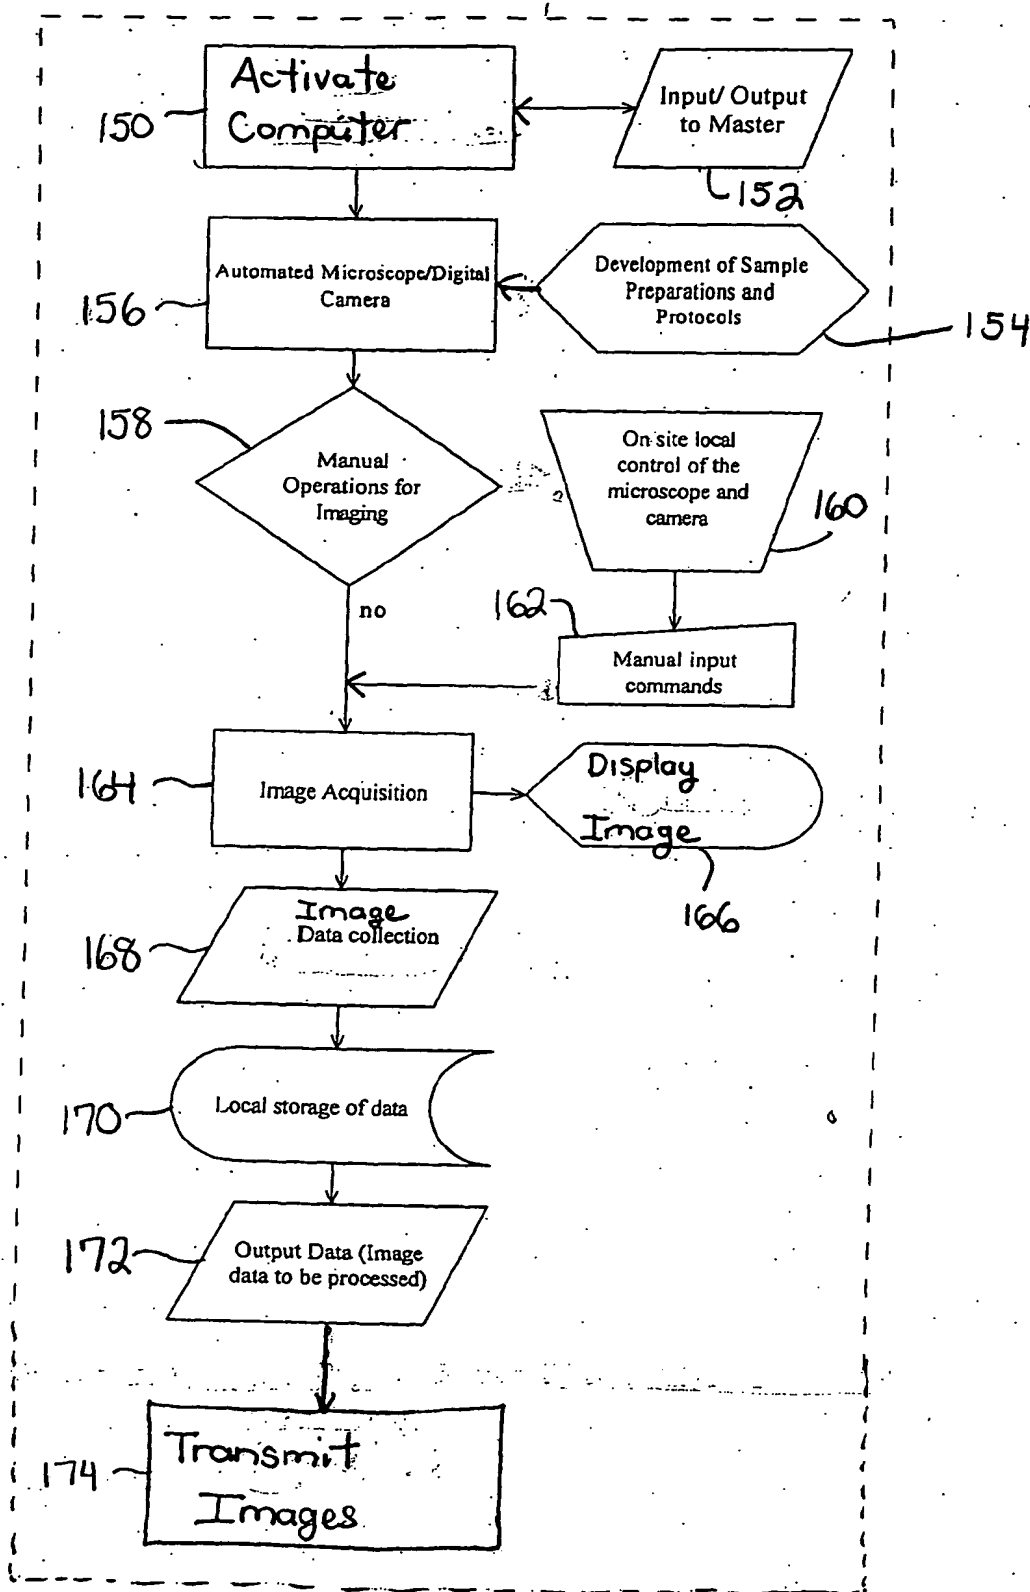 Activate
Computer
150
Input/ Output
to Master
152
Automated Microscope/Digital
Camera
156
Development of Sample
Preparations and
Protocols
154
158
Manual
Operations for
Imaging
no
On site local
control of the
microscope and
camera
160
162
Manual input
commands
164
Image Acquisition
Display
Image
166
Image
Data collection
168
170
Local storage of data
172
Output Data (Image
data to be processed)
Transmit
Images
174